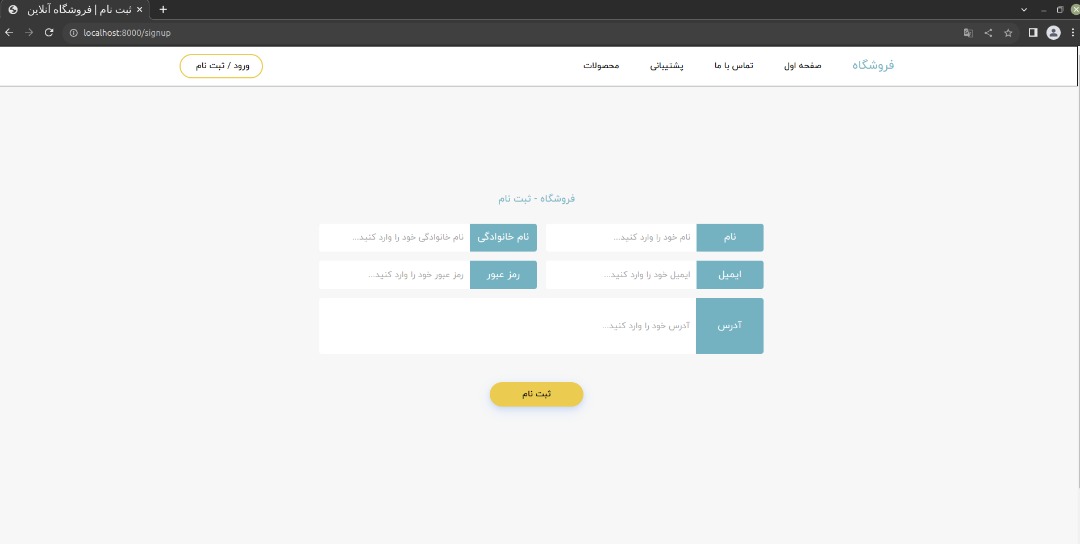 ثبت نام | فروشگاه آنلاین
localhost:8000/signup
فروشگاه
صفحه اول
تماس با ما
پشتیبانی
محصولات
ورود / ثبت نام
فروشگاه - ثبت نام
نام
نام خود را وارد کنید...
نام خانوادگی
نام خانوادگی خود را وارد کنید...
ایمیل
ایمیل خود را وارد کنید...
رمز عبور
رمز عبور خود را وارد کنید...
آدرس
آدرس خود را وارد کنید...
ثبت نام